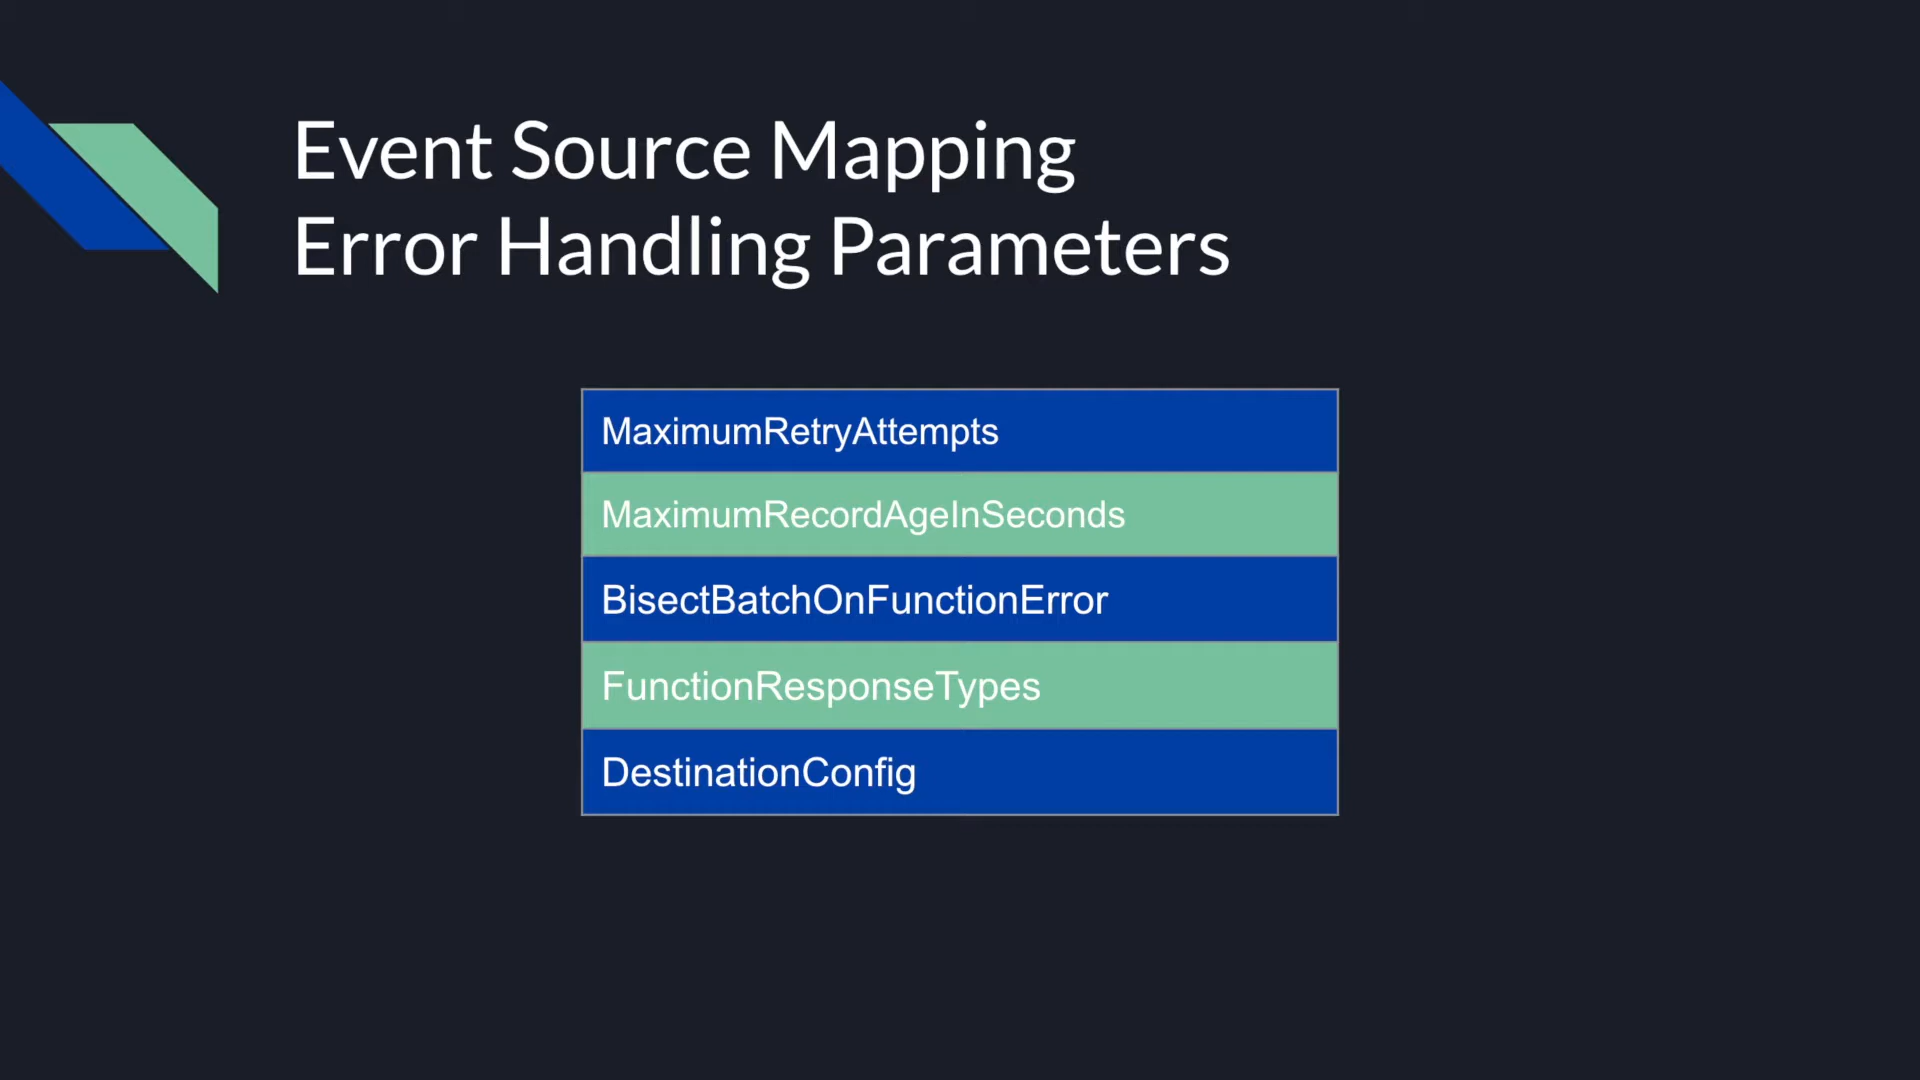 Event Source Mapping
Error Handling Parameters
MaximumRetryAttempts
MaximumRecordAgeInSeconds
BisectBatchOnFunctionError
FunctionResponseTypes
DestinationConfig